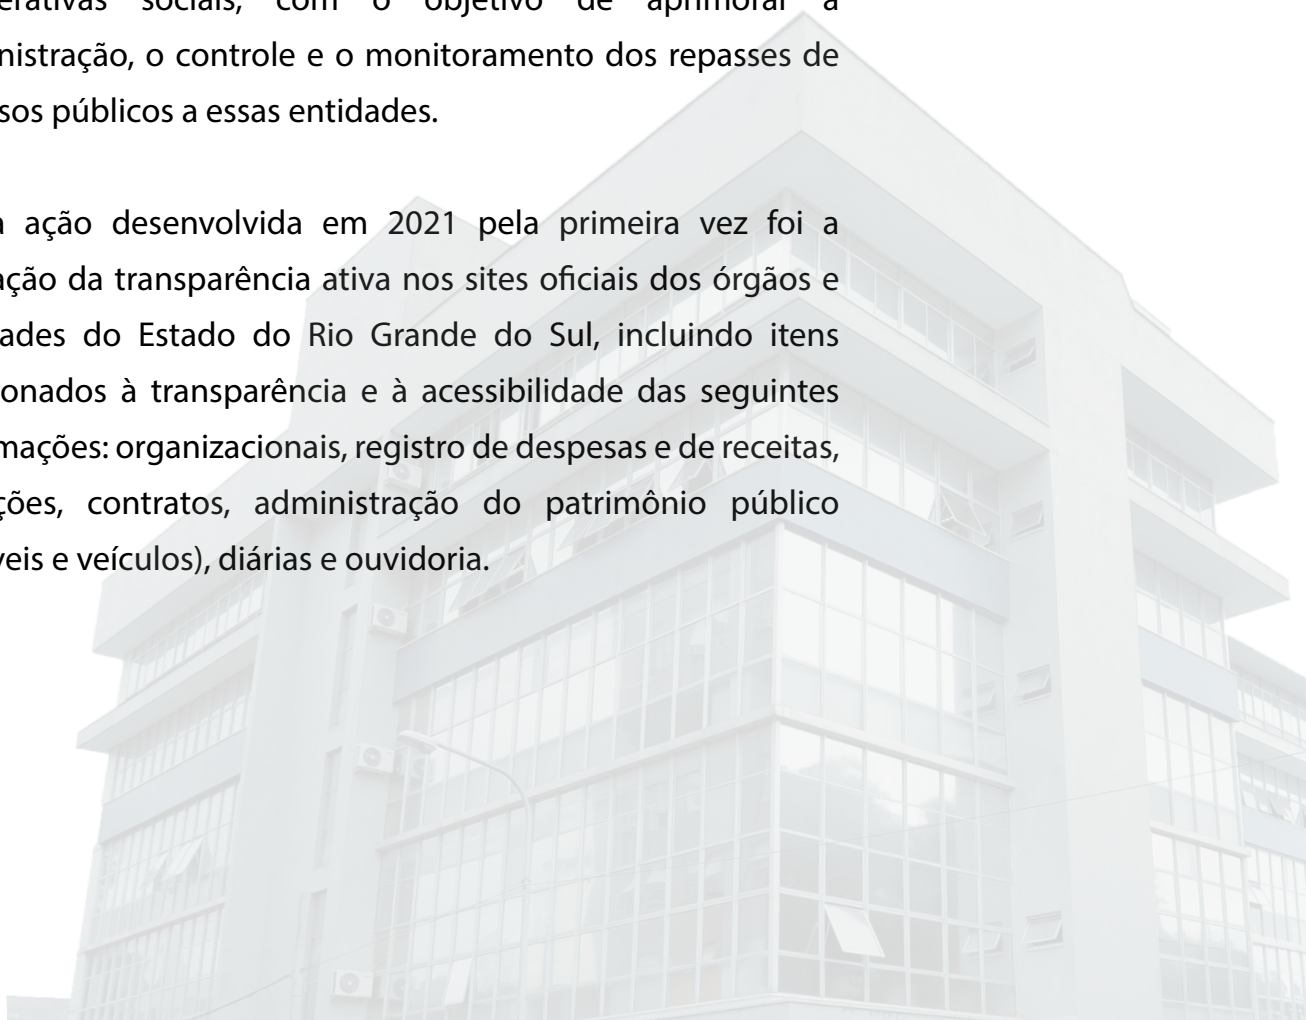 erativas sociais, com o objetivo de aprimorar a
nistração, o controle e o monitoramento dos repasses de
sos públicos a essas entidades.
a ação desenvolvida em 2021 pela primeira vez foi a
ação da transparência ativa nos sites oficiais dos órgãos e
ades do Estado do Rio Grande do Sul, incluindo itens
onados à transparência e à acessibilidade das seguintes
mações: organizacionais, registro de despesas e de receitas,
ções, contratos, administração do patrimônio público
veis e veículos), diárias e ouvidoria.